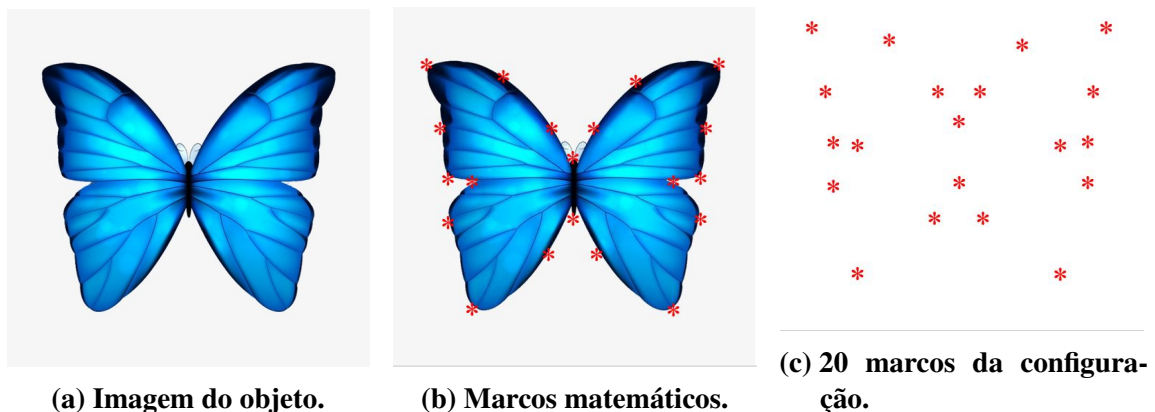 (a) Imagem do objeto.
(b) Marcos matemáticos.
(c) 20 marcos da configura-
ção.